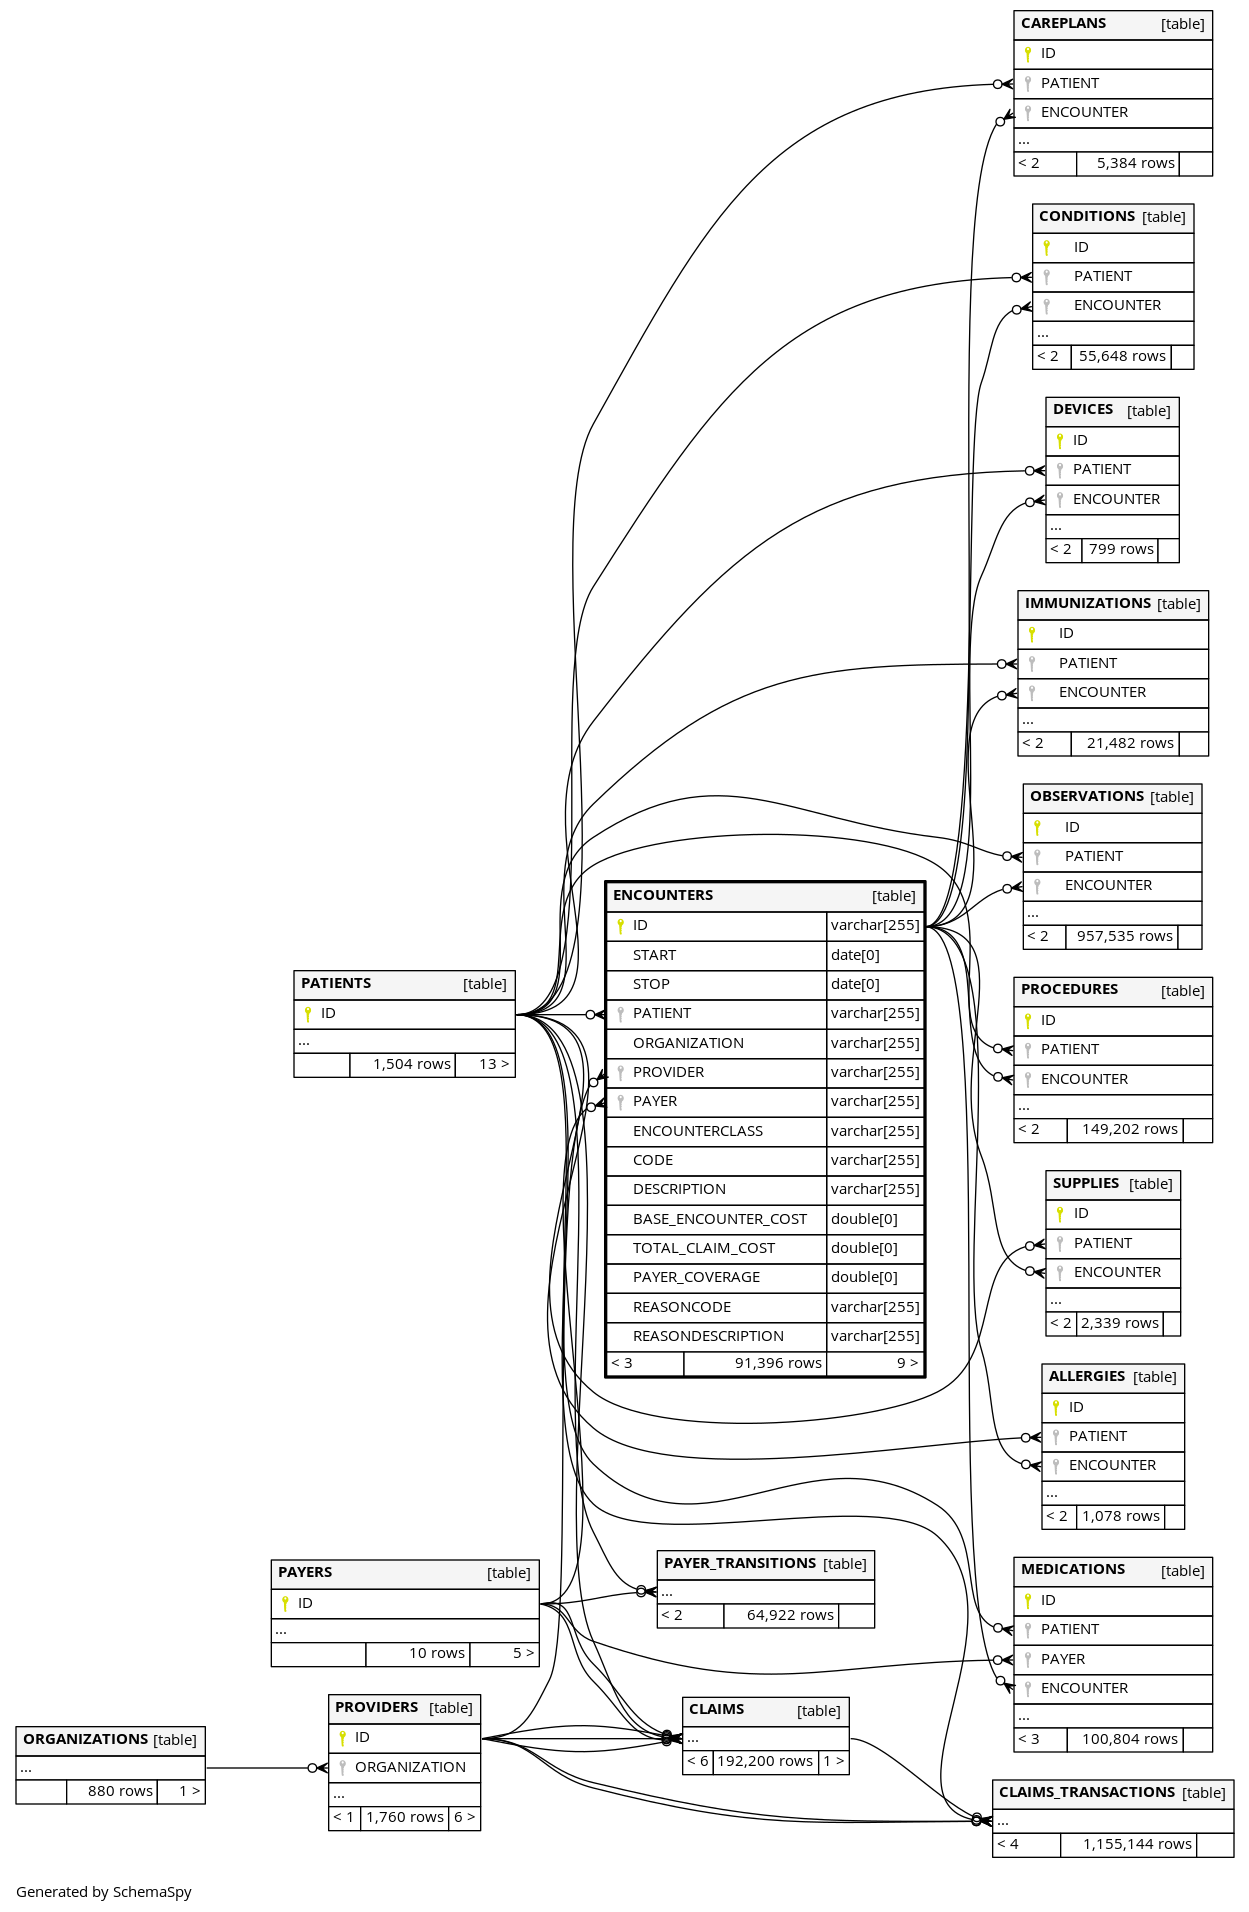 CAREPLANS [table]
ID
PATIENT
ENCOUNTER
...
< 2 5,384 rows
CONDITIONS [table]
ID
PATIENT
ENCOUNTER
...
< 2 55,648 rows
DEVICES [table]
ID
PATIENT
ENCOUNTER
...
< 2 799 rows
IMMUNIZATIONS [table]
ID
PATIENT
ENCOUNTER
...
< 2 21,482 rows
OBSERVATIONS [table]
ID
PATIENT
ENCOUNTER
...
< 2 957,535 rows
ENCOUNTERS [table]
ID varchar[255]
START date[0]
STOP date[0]
PATIENT varchar[255]
ORGANIZATION varchar[255]
PROVIDER varchar[255]
PAYER varchar[255]
ENCOUNTERCLASS varchar[255]
CODE varchar[255]
DESCRIPTION varchar[255]
BASE_ENCOUNTER_COST double[0]
TOTAL_CLAIM_COST double[0]
PAYER_COVERAGE double[0]
REASONCODE varchar[255]
REASONDESCRIPTION varchar[255]
< 3 91,396 rows 9 >
PATIENTS [table]
ID
...
1,504 rows 13 >
PROCEDURES [table]
ID
PATIENT
ENCOUNTER
...
< 2 149,202 rows
SUPPLIES [table]
ID
PATIENT
ENCOUNTER
...
< 2 2,339 rows
ALLERGIES [table]
ID
PATIENT
ENCOUNTER
...
< 2 1,078 rows
PAYERS [table]
ID
...
10 rows 5 >
PAYER_TRANSITIONS [table]
...
< 2 64,922 rows
MEDICATIONS [table]
ID
PATIENT
PAYER
ENCOUNTER
...
< 3 100,804 rows
ORGANIZATIONS [table]
...
880 rows 1 >
PROVIDERS [table]
ID
ORGANIZATION
...
< 1 1,760 rows 6 >
CLAIMS [table]
...
< 6 192,200 rows 1 >
CLAIMS_TRANSACTIONS [table]
...
< 4 1,155,144 rows
Generated by SchemaSpy